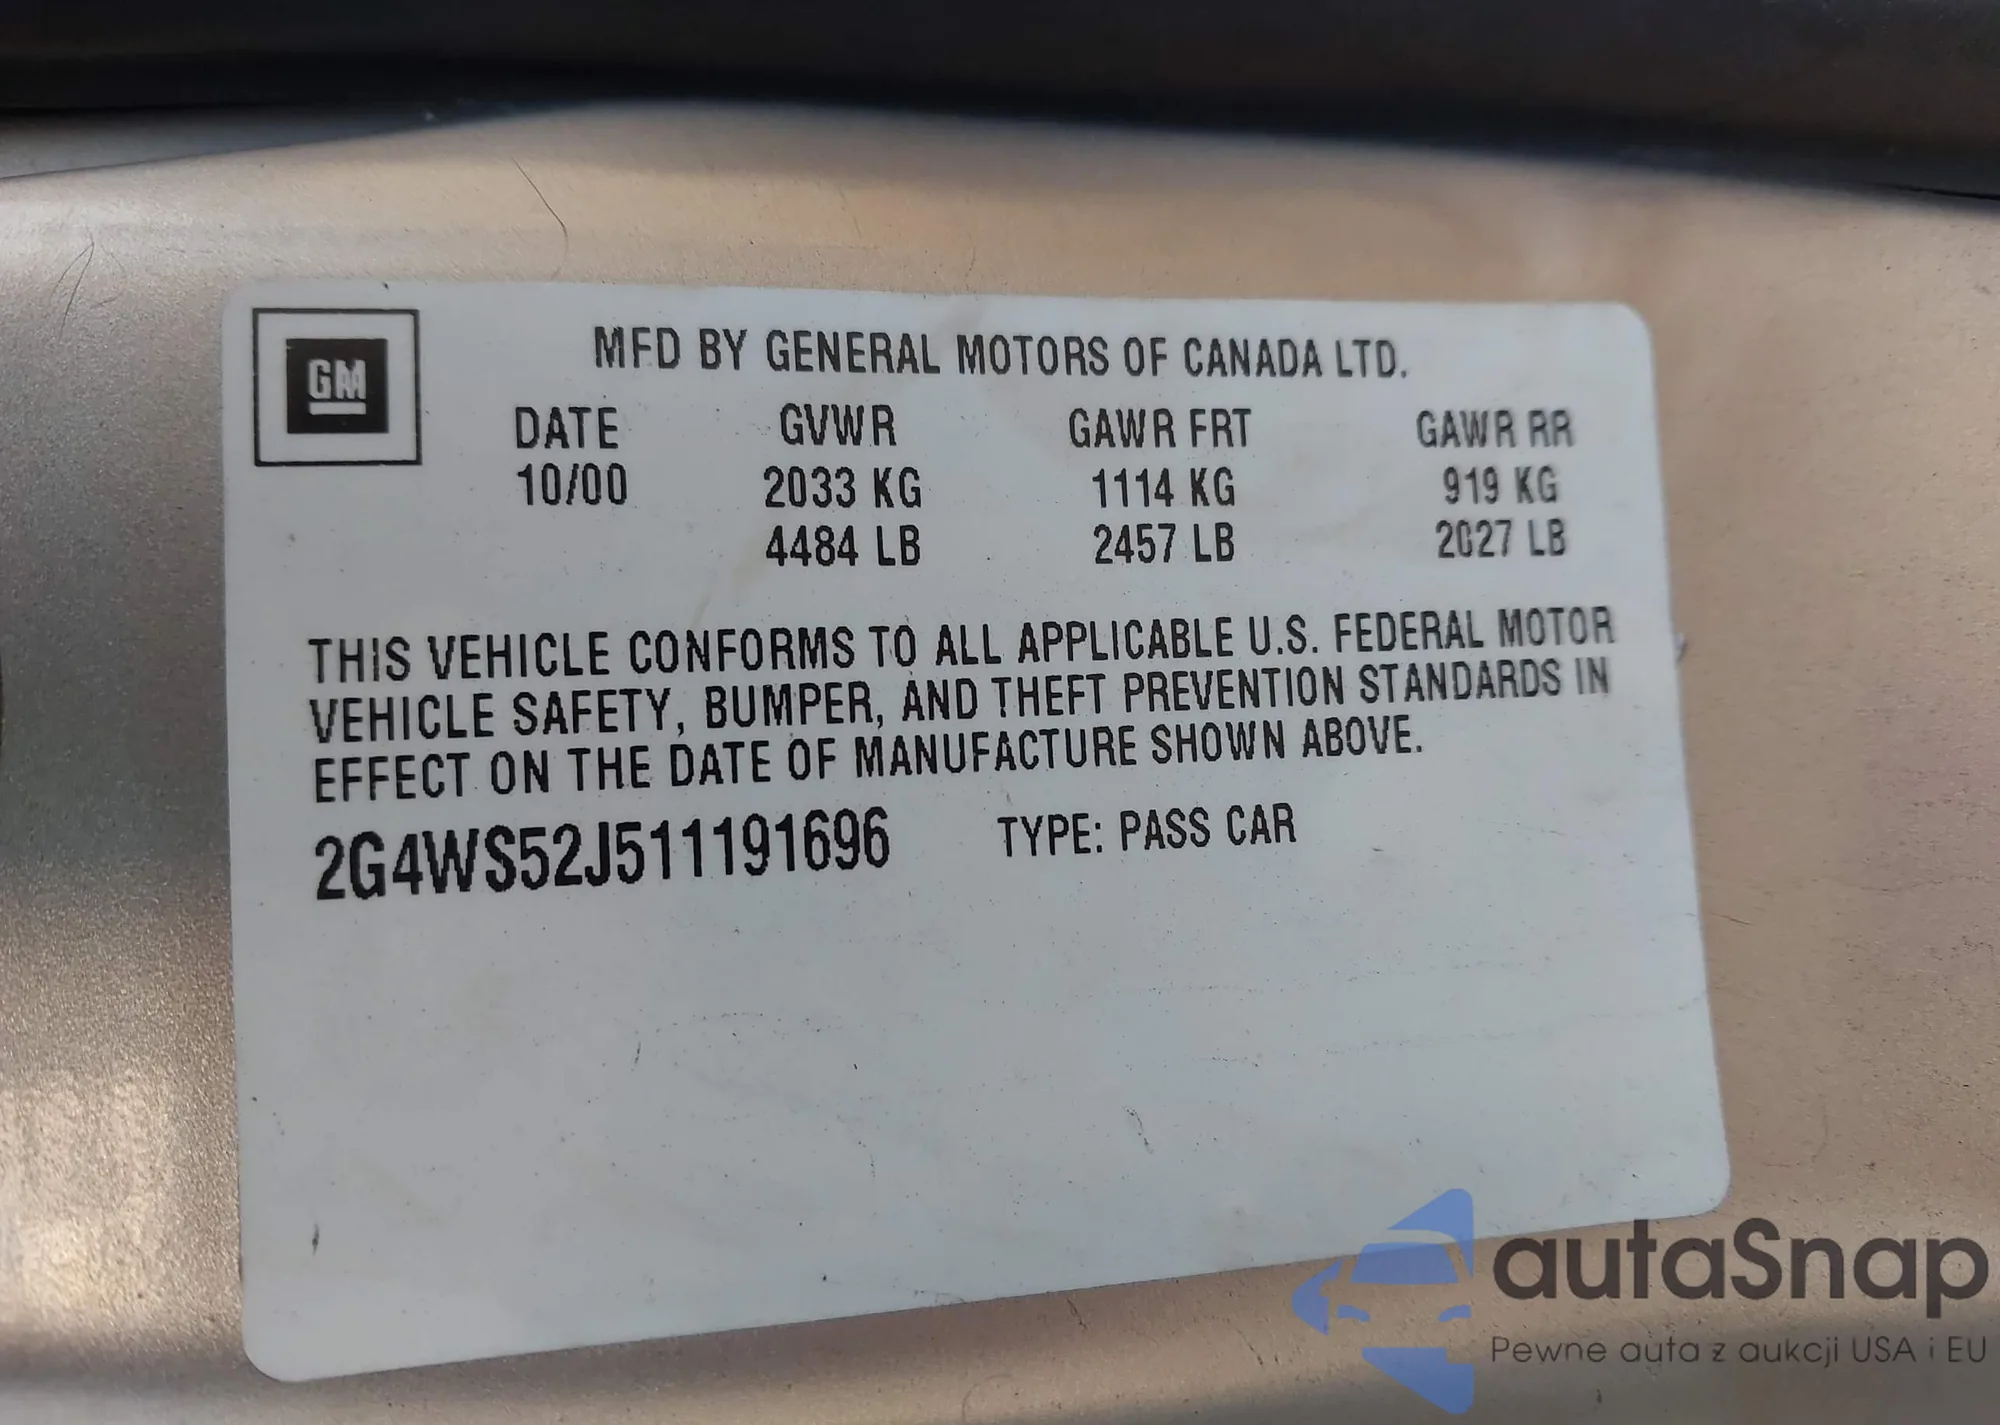 GM
MFD BY GENERAL MOTORS OF CANADA LTD.
DATE GVWR GAWR FRT GAWR RR
10/00 2033 KG 1114 KG 919 KG
4484 LB 2457 LB 2027 LB
THIS VEHICLE CONFORMS TO ALL APPLICABLE U.S. FEDERAL MOTOR
VEHICLE SAFETY, BUMPER, AND THEFT PREVENTION STANDARDS IN
EFFECT ON THE DATE OF MANUFACTURE SHOWN ABOVE.
2G4WS52J511191696 TYPE: PASS CAR
autaSnap
Pewne auta z aukcji USA i EU